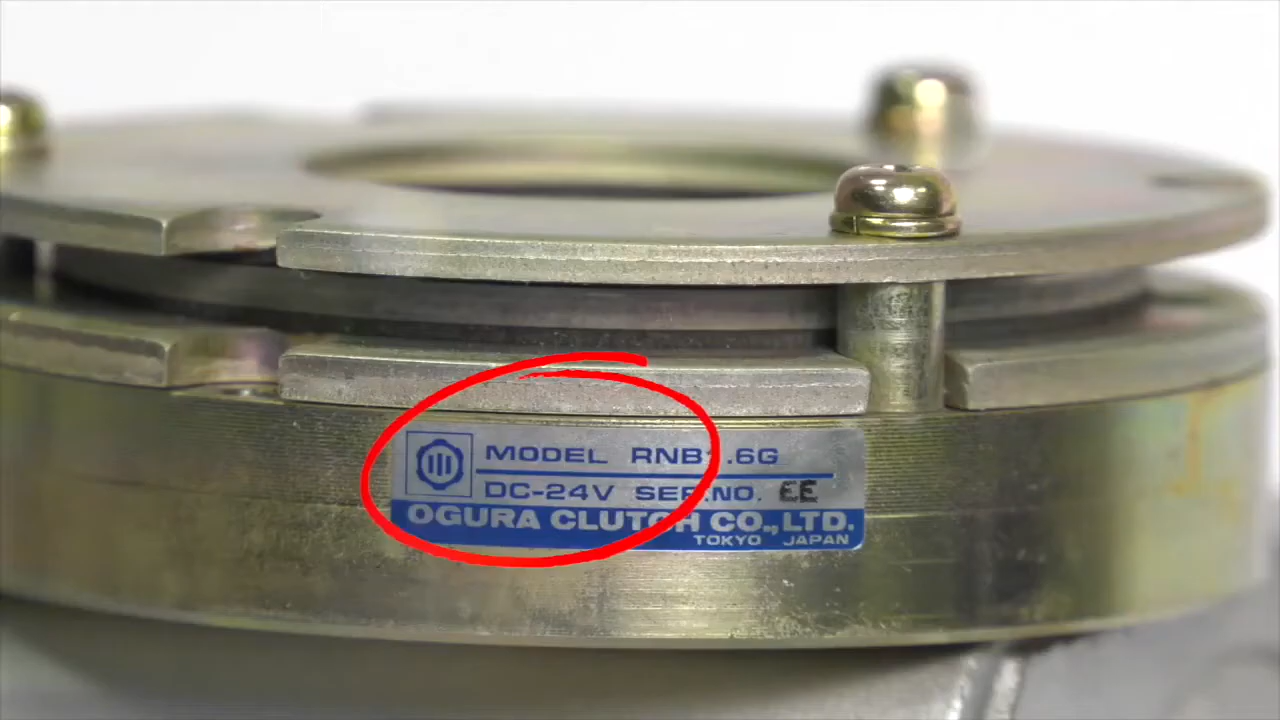 MODEL RNB1.6G
DC-24V SER.NO. EE
OGURA CLUTCH CO.,LTD.
TOKYO JAPAN